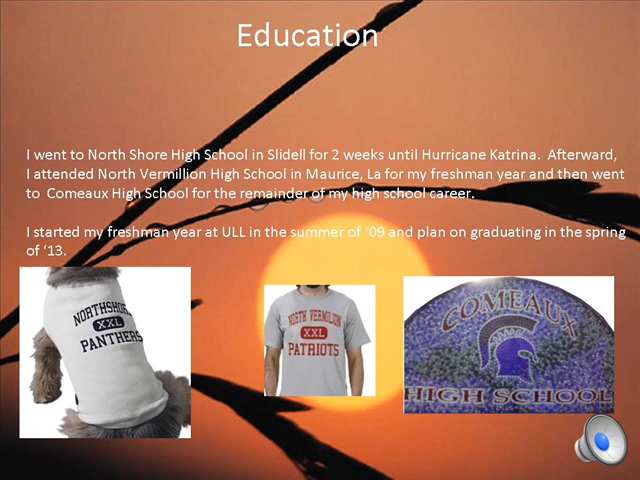 Education
I went to North Shore High School in Slidell for 2 weeks until Hurricane Katrina.  Afterward,
I attended North Vermillion High School in Maurice, La for my freshman year and then went
to  Comeaux High School for the remainder of my high school career.
I started my freshman year at ULL in the summer of ‘09 and plan on graduating in the spring
of ‘13.
NORTHSHORE
XXL
PANTHERS
NORTH VERMILION
XXL
PATRIOTS
COMEAUX
HIGH SCHOOL